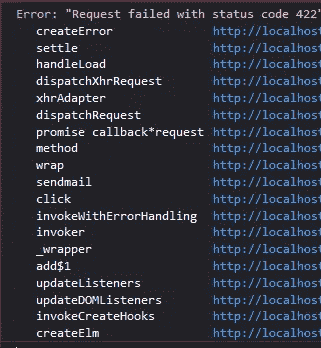 Error: "Request failed with status code 422"
createError http://localhost
settle http://localhost
handleLoad http://localhost
dispatchXhrRequest http://localhost
xhrAdapter http://localhost
dispatchRequest http://localhost
promise callback*request http://localhost
method http://localhost
wrap http://localhost
sendmail http://localhost
click http://localhost
invokeWithErrorHandling http://localhost
invoker http://localhost
_wrapper http://localhost
add$1 http://localhost
updateListeners http://localhost
updateDOMListeners http://localhost
invokeCreateHooks http://localhost
createElm http://localhost